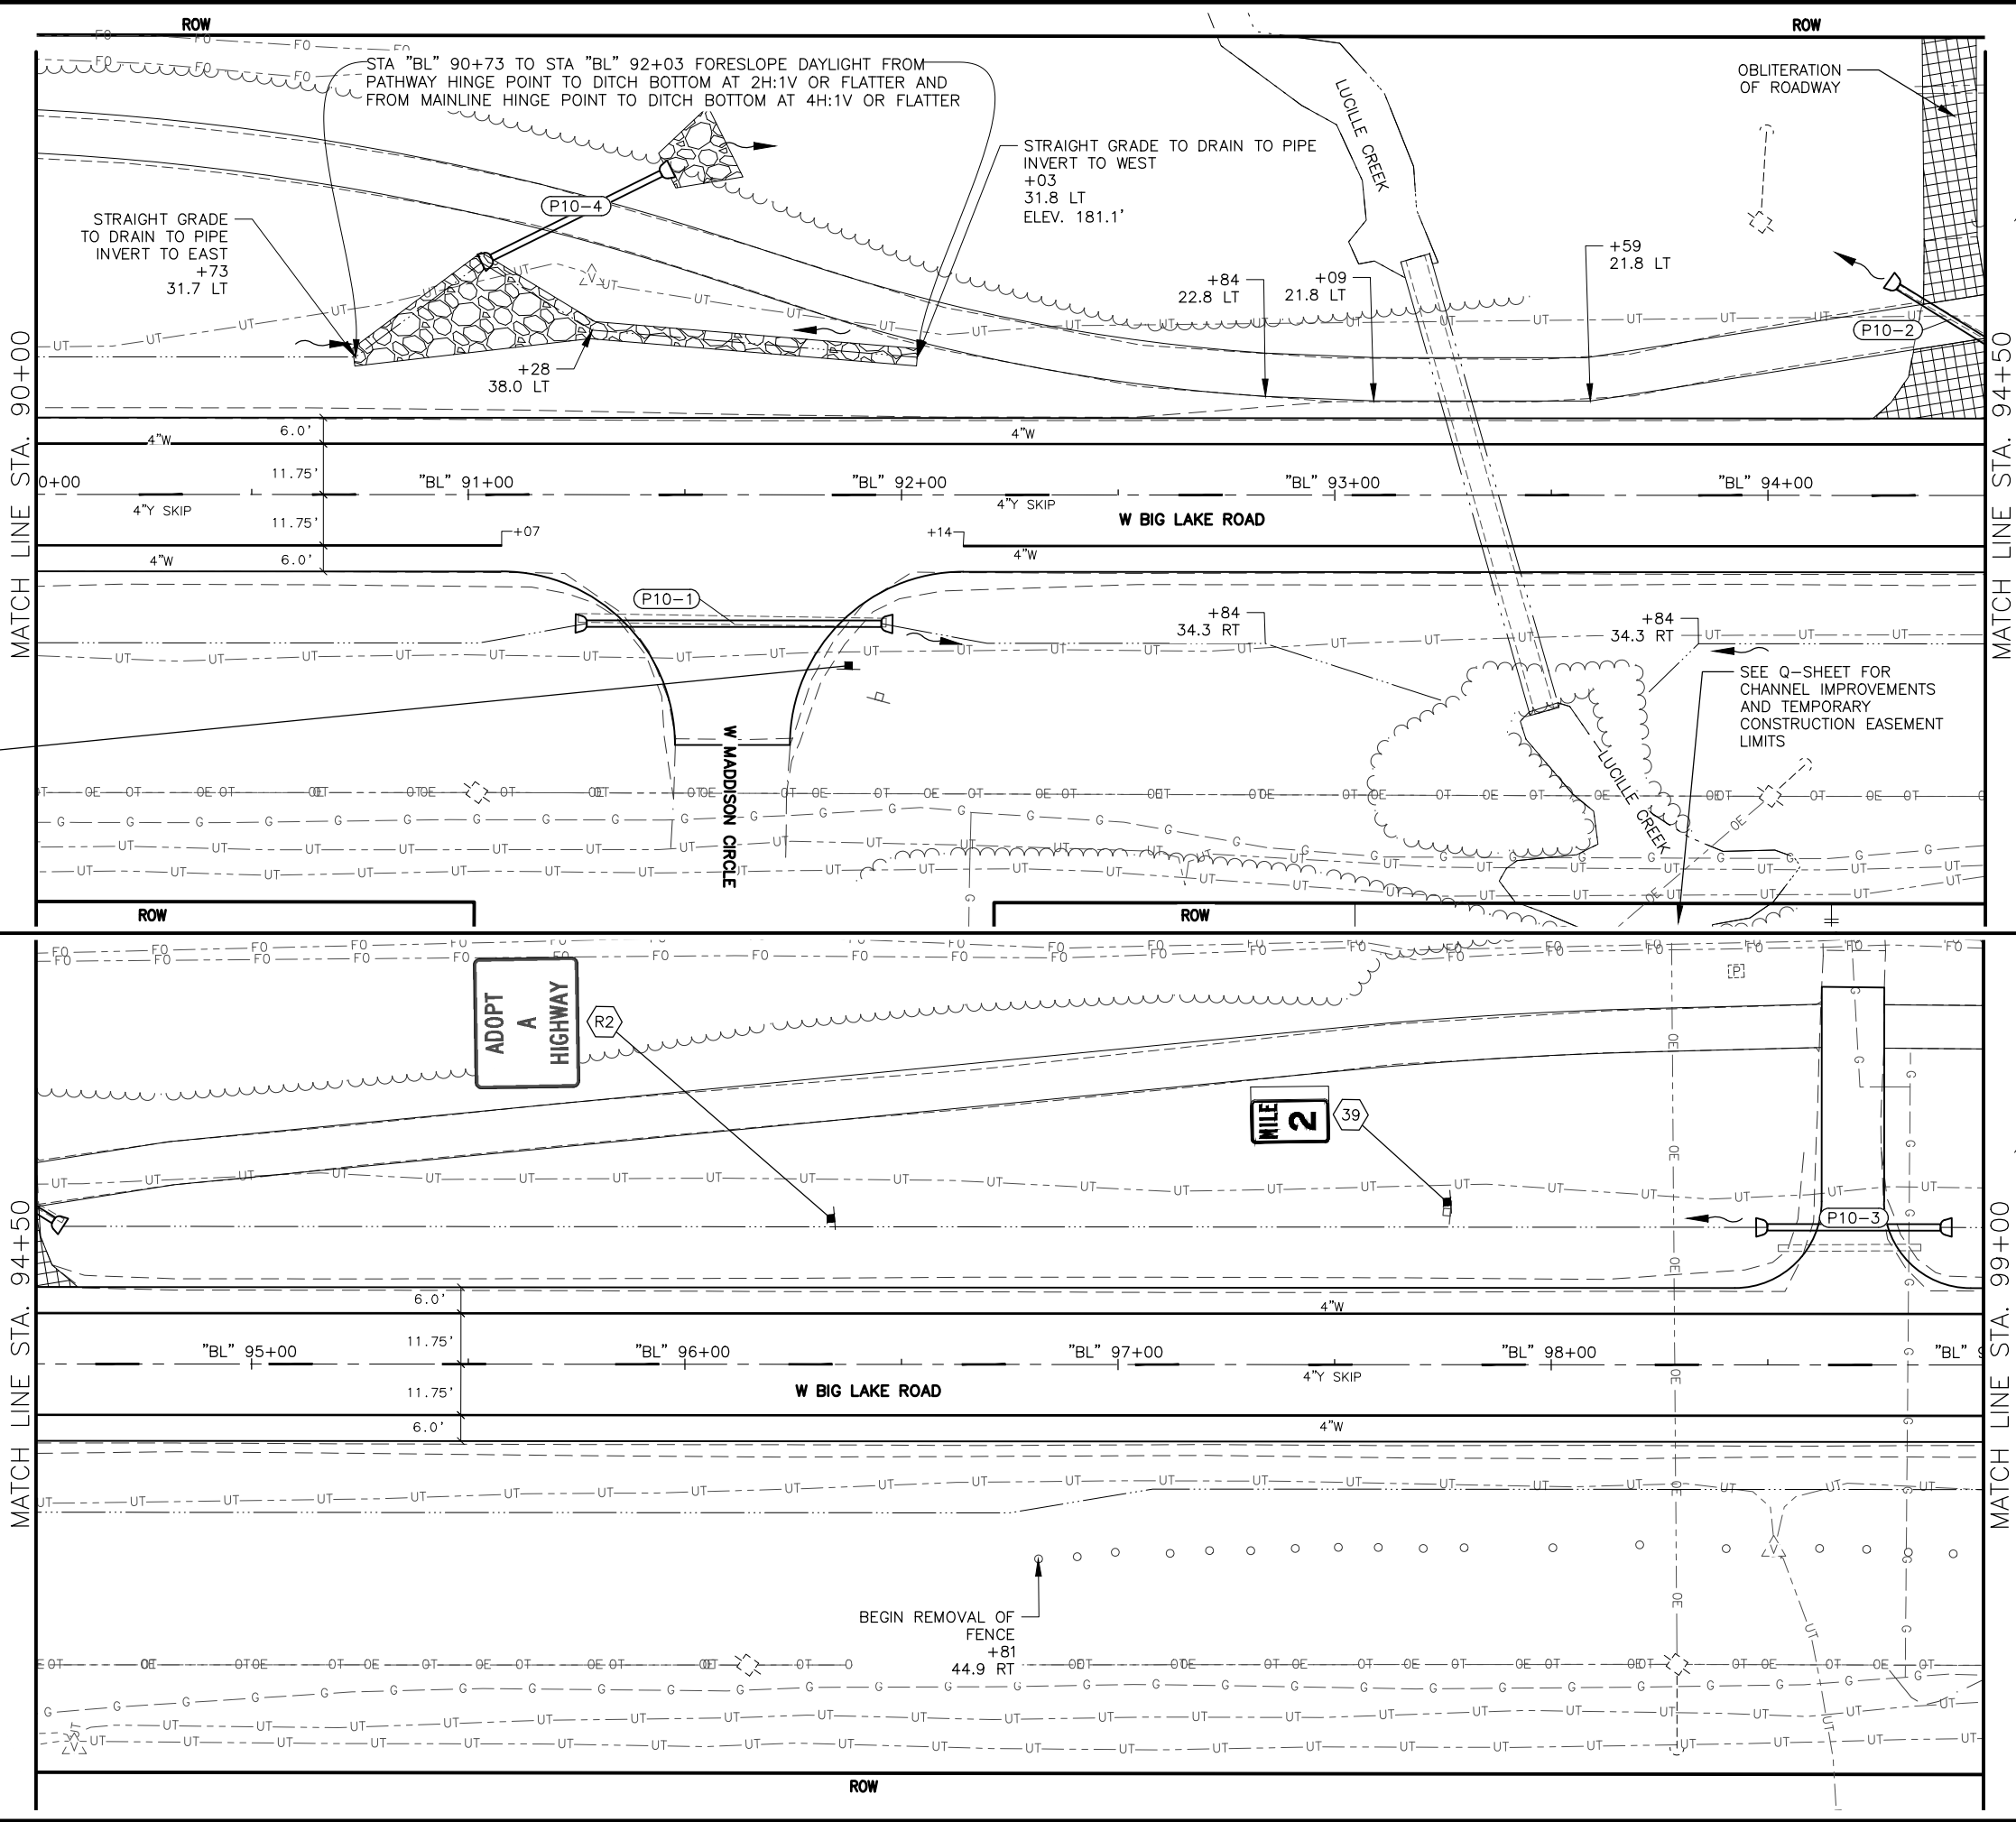 ROW
ROW
STA "BL" 90+73 TO STA "BL" 92+03 FORESLOPE DAYLIGHT FROM
PATHWAY HINGE POINT TO DITCH BOTTOM AT 2H:1V OR FLATTER AND
FROM MAINLINE HINGE POINT TO DITCH BOTTOM AT 4H:1V OR FLATTER
OBLITERATION
OF ROADWAY
LUCILLE CREEK
STRAIGHT GRADE TO DRAIN TO PIPE
INVERT TO WEST
+03
31.8 LT
ELEV. 181.1'
P10-4
STRAIGHT GRADE
TO DRAIN TO PIPE
INVERT TO EAST
+73
31.7 LT
+84
22.8 LT
+09
21.8 LT
+59
21.8 LT
P10-2
+28
38.0 LT
MATCH LINE STA. 90+00
MATCH LINE STA. 94+50
6.0'
4"W
4"W
11.75'
0+00
"BL" 91+00
"BL" 92+00
"BL" 93+00
"BL" 94+00
4"Y SKIP
4"Y SKIP
W BIG LAKE ROAD
11.75'
+07
+14
6.0'
4"W
4"W
P10-1
+84
34.3 RT
+84
34.3 RT
SEE Q-SHEET FOR
CHANNEL IMPROVEMENTS
AND TEMPORARY
CONSTRUCTION EASEMENT
LIMITS
W MADDISON CIRCLE
LUCILLE CREEK
ROW
ROW
ADOPT
A
HIGHWAY
R2
MILE
2
39
P
P10-3
MATCH LINE STA. 94+50
MATCH LINE STA. 99+00
6.0'
4"W
11.75'
"BL" 95+00
"BL" 96+00
"BL" 97+00
"BL" 98+00
"BL" 9
4"Y SKIP
W BIG LAKE ROAD
11.75'
6.0'
4"W
BEGIN REMOVAL OF
FENCE
+81
44.9 RT
ROW